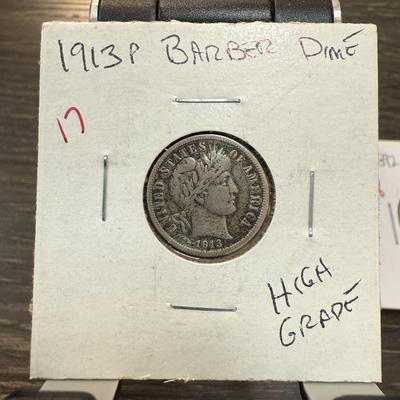 1913P BARBER DIME
17
UNITED STATES OF AMERICA
1913
HIGH
GRADE